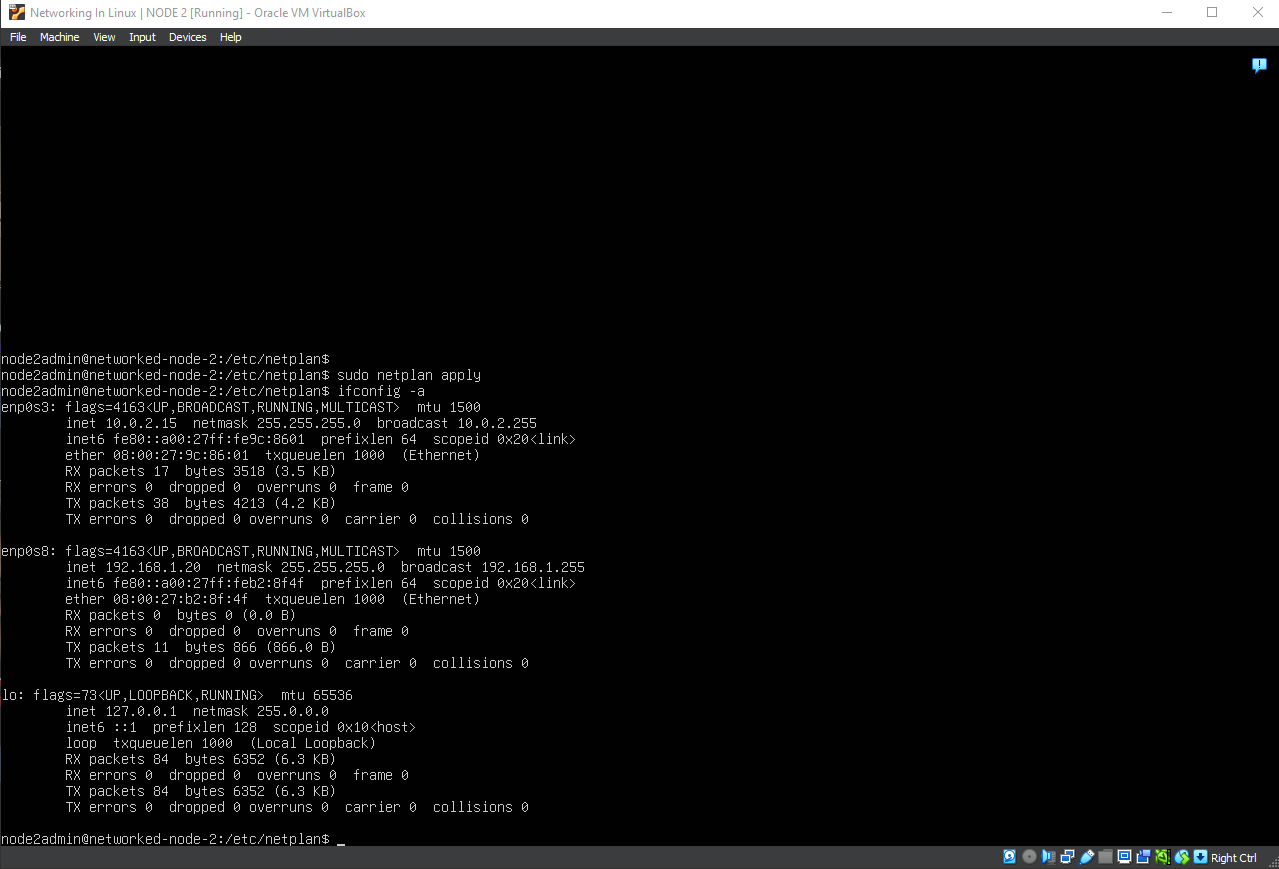 Networking In Linux | NODE 2 [Running] - Oracle VM VirtualBox
File Machine View Input Devices Help
node2admin@networked-node-2:/etc/netplan$
node2admin@networked-node-2:/etc/netplan$ sudo netplan apply
node2admin@networked-node-2:/etc/netplan$ ifconfig -a
enp0s3: flags=4163<UP,BROADCAST,RUNNING,MULTICAST>  mtu 1500
        inet 10.0.2.15  netmask 255.255.255.0  broadcast 10.0.2.255
        inet6 fe80::a00:27ff:fe9c:8601  prefixlen 64  scopeid 0x20<link>
        ether 08:00:27:9c:86:01  txqueuelen 1000  (Ethernet)
        RX packets 17  bytes 3518 (3.5 KB)
        RX errors 0  dropped 0  overruns 0  frame 0
        TX packets 38  bytes 4213 (4.2 KB)
        TX errors 0  dropped 0 overruns 0  carrier 0  collisions 0
enp0s8: flags=4163<UP,BROADCAST,RUNNING,MULTICAST>  mtu 1500
        inet 192.168.1.20  netmask 255.255.255.0  broadcast 192.168.1.255
        inet6 fe80::a00:27ff:feb2:8f4f  prefixlen 64  scopeid 0x20<link>
        ether 08:00:27:b2:8f:4f  txqueuelen 1000  (Ethernet)
        RX packets 0  bytes 0 (0.0 B)
        RX errors 0  dropped 0  overruns 0  frame 0
        TX packets 11  bytes 866 (866.0 B)
        TX errors 0  dropped 0 overruns 0  carrier 0  collisions 0
lo: flags=73<UP,LOOPBACK,RUNNING>  mtu 65536
        inet 127.0.0.1  netmask 255.0.0.0
        inet6 ::1  prefixlen 128  scopeid 0x10<host>
        loop  txqueuelen 1000  (Local Loopback)
        RX packets 84  bytes 6352 (6.3 KB)
        RX errors 0  dropped 0  overruns 0  frame 0
        TX packets 84  bytes 6352 (6.3 KB)
        TX errors 0  dropped 0 overruns 0  carrier 0  collisions 0
node2admin@networked-node-2:/etc/netplan$ _
Right Ctrl